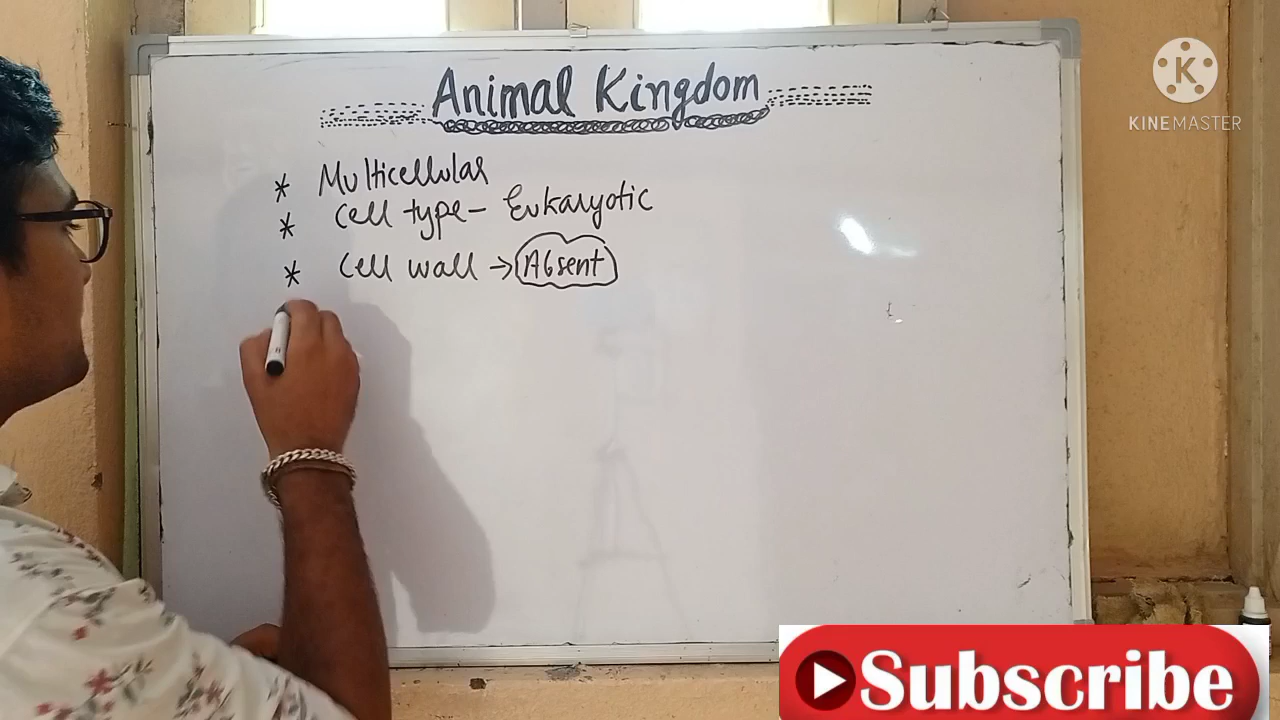 Animal Kingdom
* Multicellular
* Cell type - Eukaryotic
* Cell wall → Absent
K
KINEMASTER
Subscribe